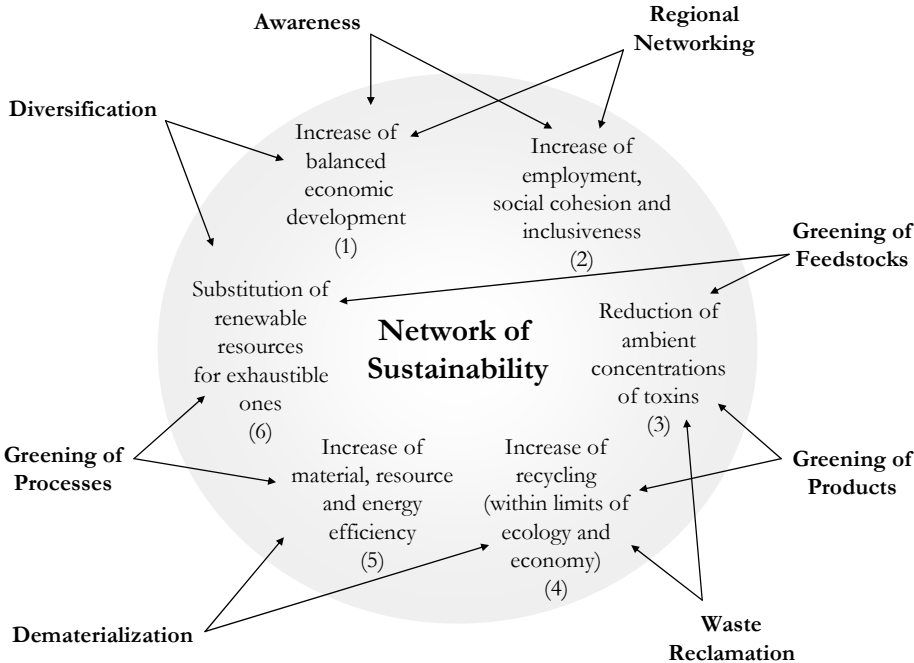 Awareness
Regional
Networking
Diversification
Increase of
balanced
economic
development
(1)
Increase of
employment,
social cohesion and
inclusiveness
(2)
Greening of
Feedstocks
Substitution of
renewable
resources
for exhaustible
ones
(6)
Network of
Sustainability
Reduction of
ambient
concentrations
of toxins
(3)
Greening of
Processes
Increase of
material, resource
and energy
efficiency
(5)
Increase of
recycling
(within limits of
ecology and
economy)
(4)
Greening of
Products
Dematerialization
Waste
Reclamation